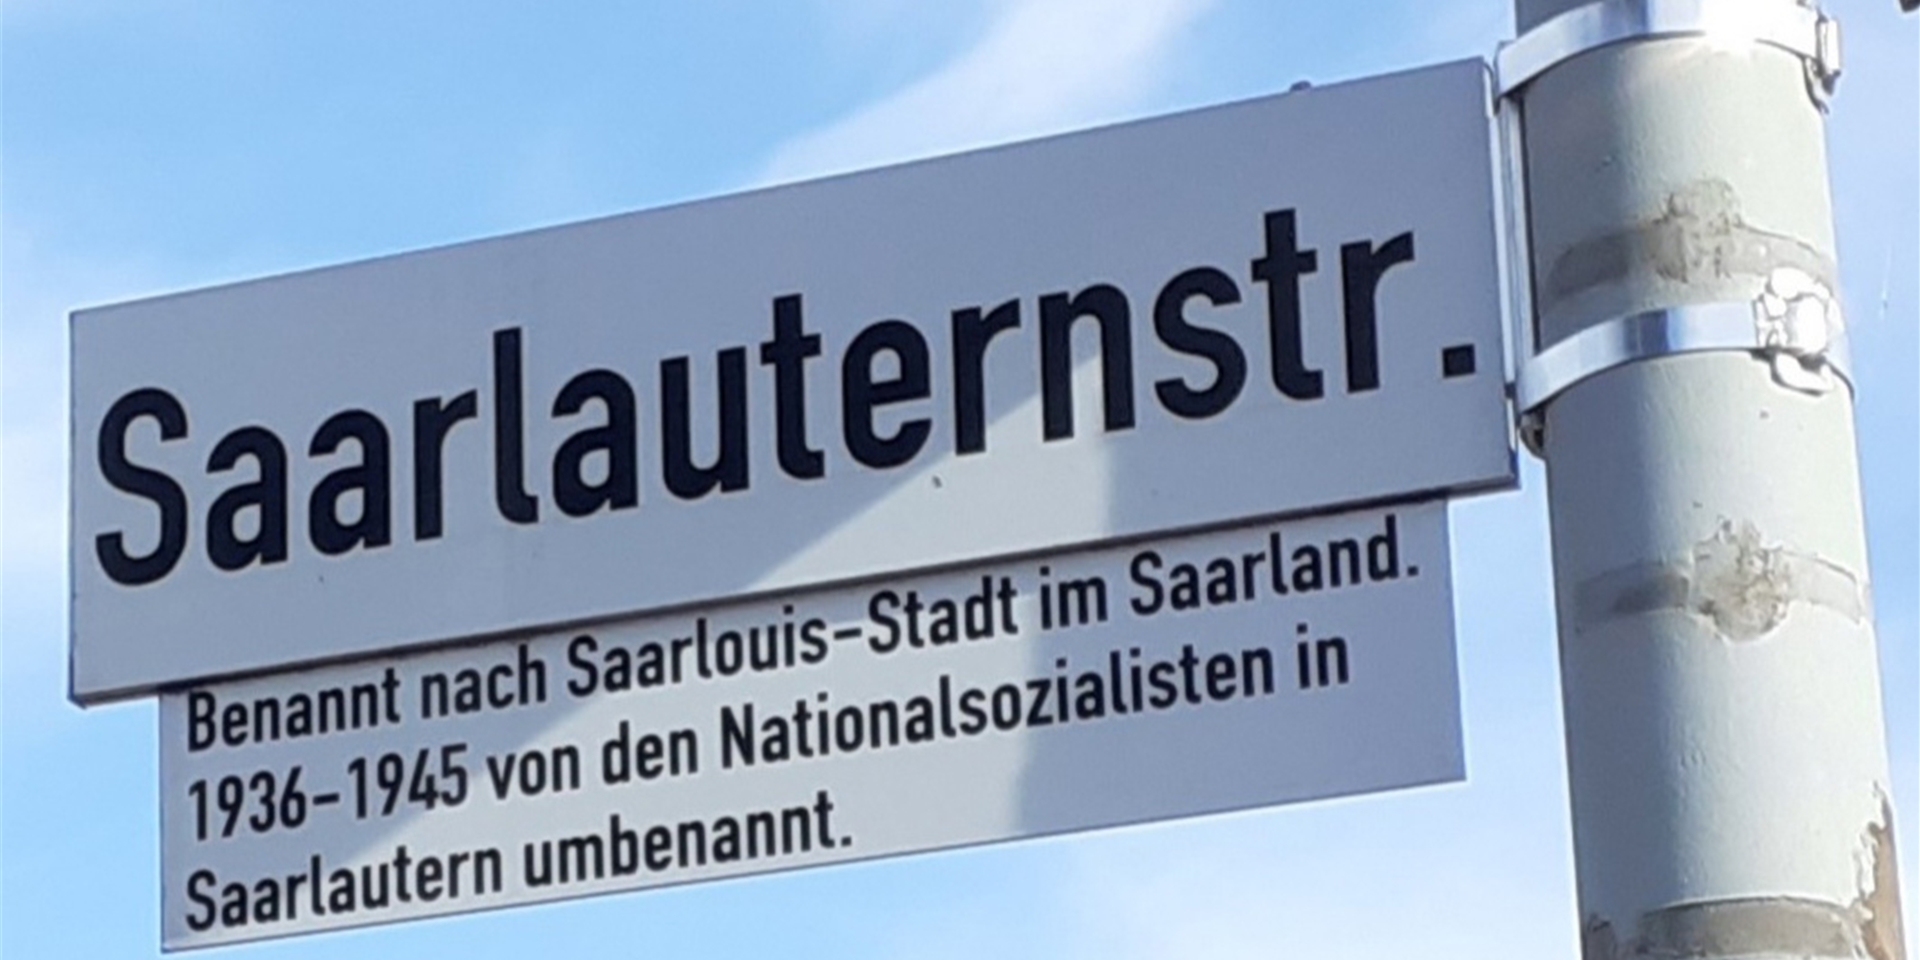 Saarlauternstr.
Benannt nach Saarlouis-Stadt im Saarland.
1936-1945 von den Nationalsozialisten in
Saarlautern umbenannt.